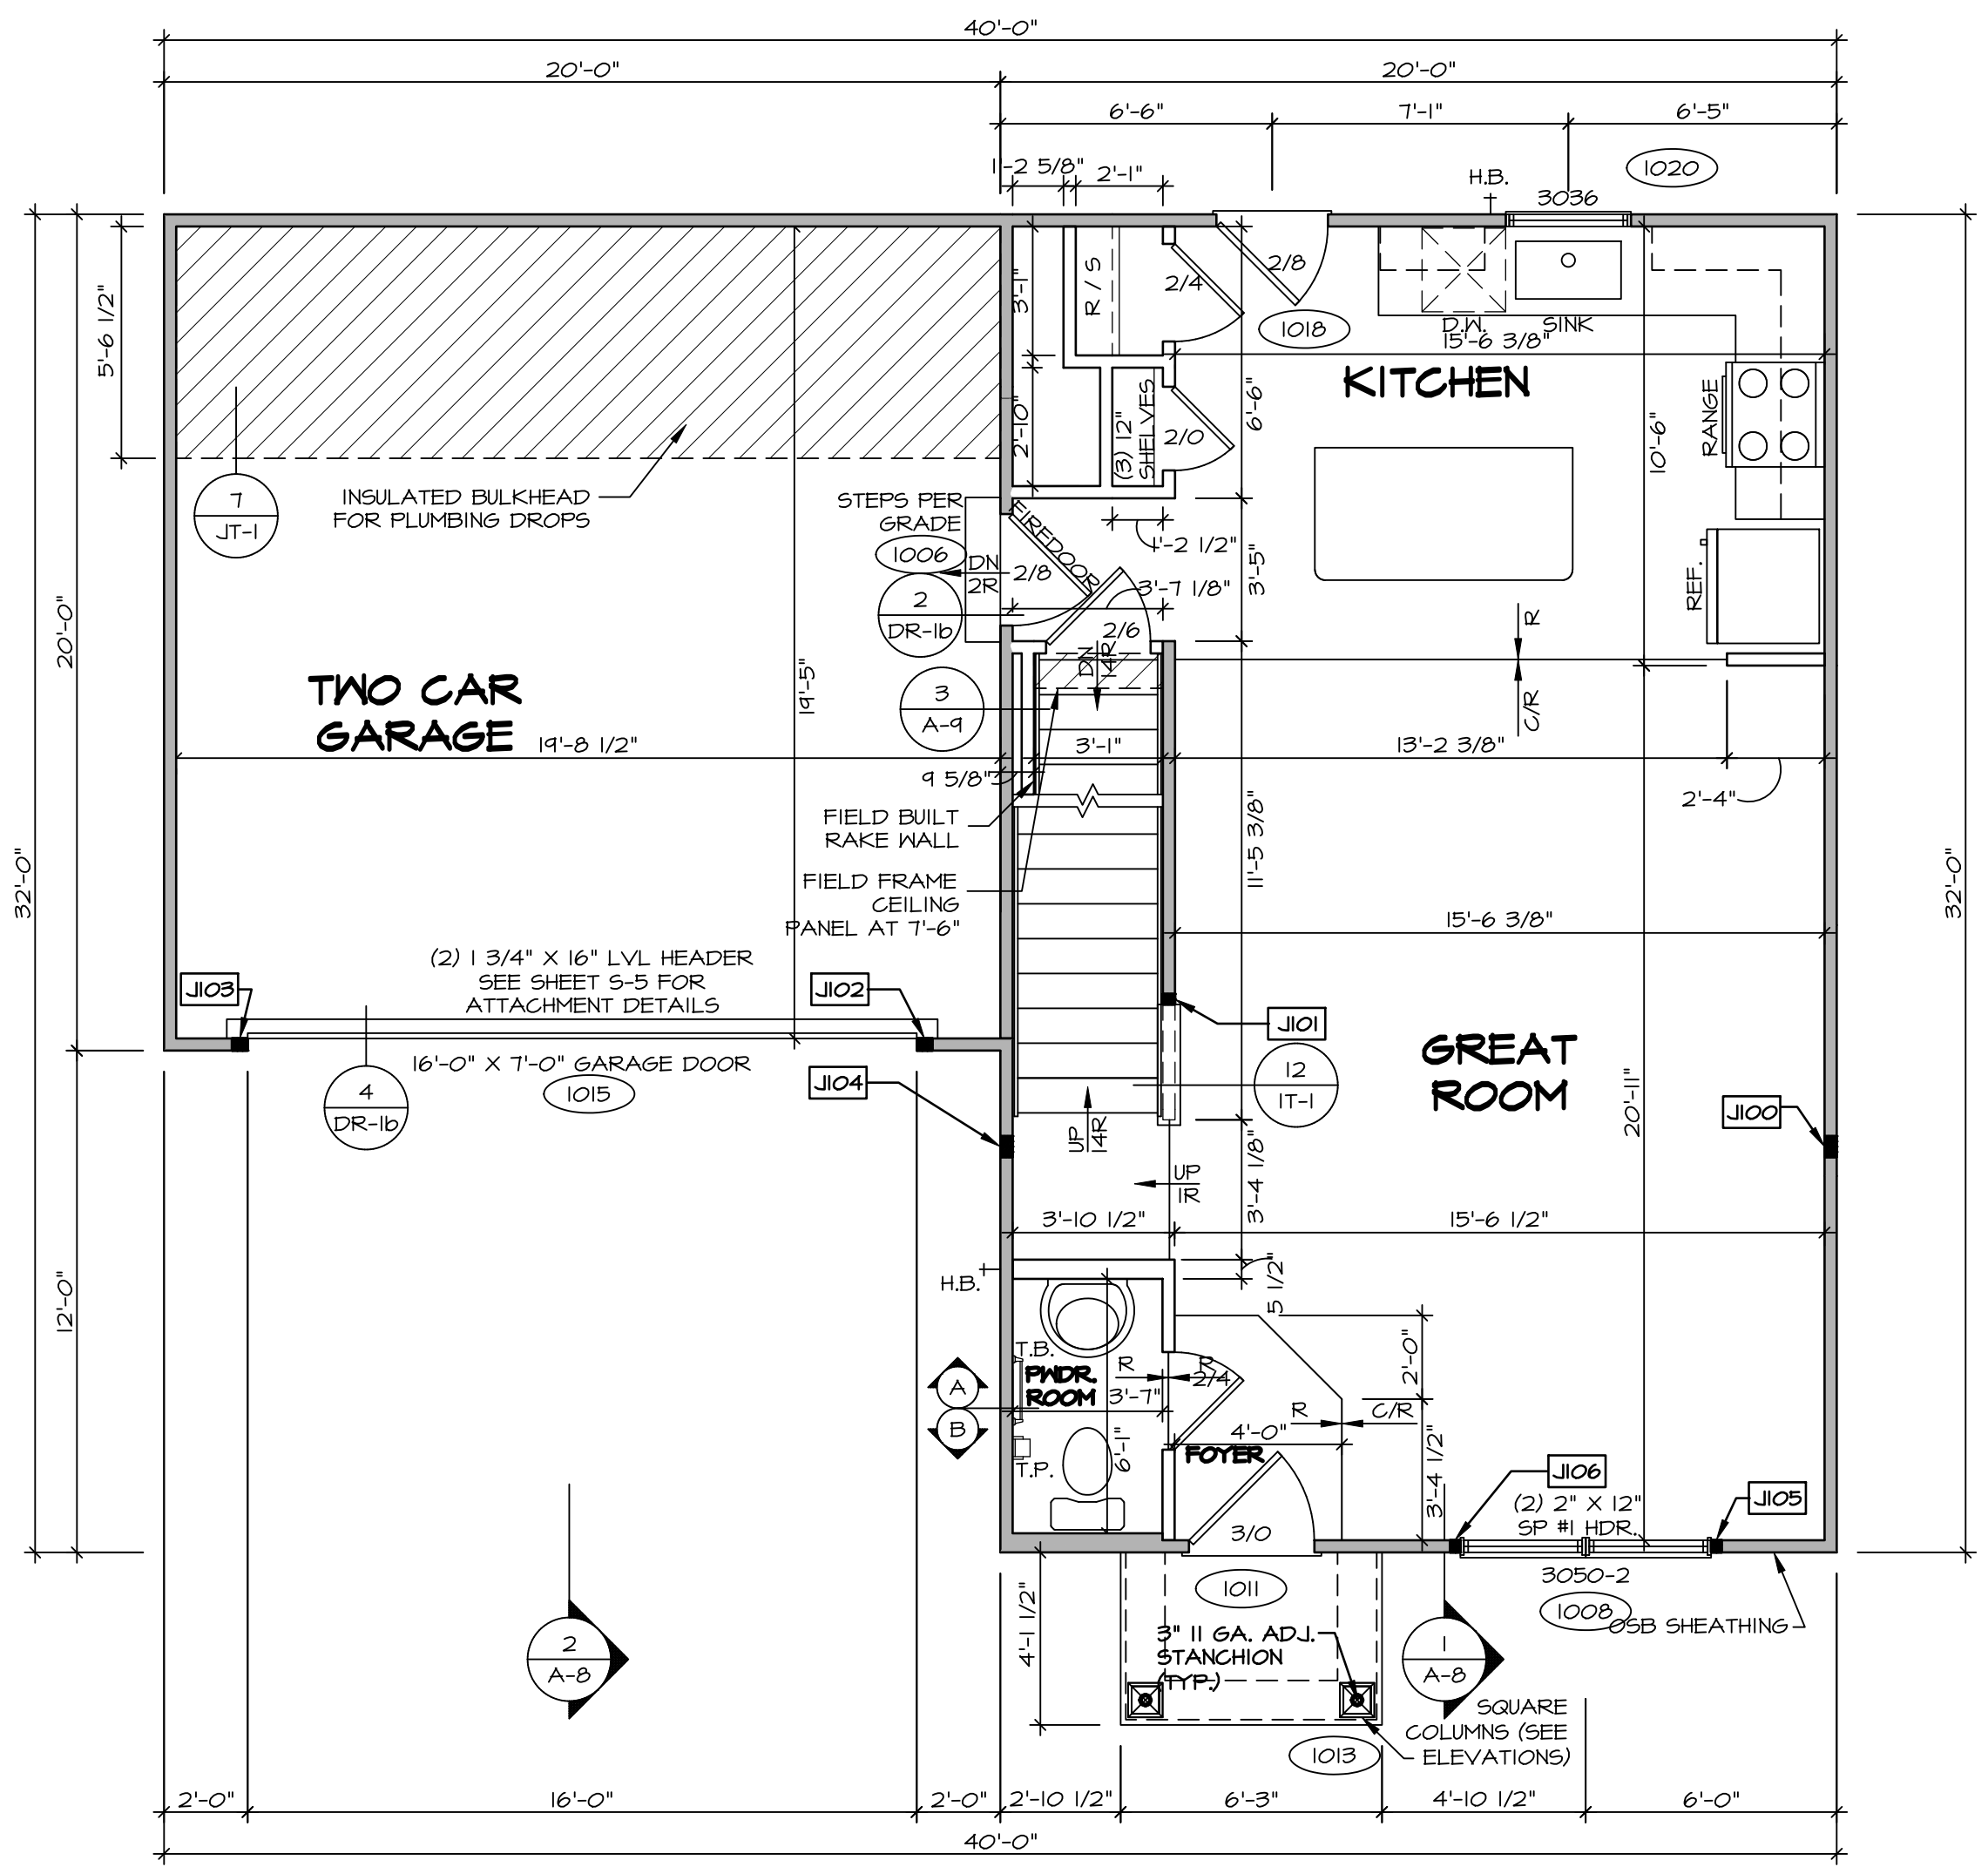 40'-0"
20'-0"
20'-0"
6'-6"
7'-1"
6'-5"
1'-2 5/8"
2'-1"
H.B.
3036
1020
5'-6 1/2"
3'-1"
R / S
2/4
2/8
1018
D.W.
SINK
15'-6 3/8"
KITCHEN
RANGE
2'-10"
(3) 12"
SHELVES
2/0
6'-6"
10'-6"
7
JT-1
INSULATED BULKHEAD
FOR PLUMBING DROPS
STEPS PER
GRADE
1006
DN
2R
FIREDOOR
2/8
1'-2 1/2"
3'-7 1/8"
3'-5"
REF.
2
DR-1b
2/6
DN
14R
R
C/R
20'-0"
32'-0"
TWO CAR
GARAGE
19'-5"
3
A-9
19'-8 1/2"
3'-1"
13'-2 3/8"
9 5/8"
2'-4"
FIELD BUILT
RAKE WALL
11'-5 3/8"
32'-0"
FIELD FRAME
CEILING
PANEL AT 7'-6"
15'-6 3/8"
(2) 1 3/4" X 16" LVL HEADER
SEE SHEET S-5 FOR
ATTACHMENT DETAILS
J103
J102
J101
GREAT
ROOM
16'-0" X 7'-0" GARAGE DOOR
1015
4
DR-1b
J104
12
1T-1
J100
20'-11"
UP
14R
UP
1R
3'-4 1/8"
3'-10 1/2"
15'-6 1/2"
12'-0"
H.B.
5 1/2"
T.B.
PWDR.
ROOM
R
R
2/4
2'-0"
A
B
3'-7"
R
C/R
4'-0"
FOYER
6'-1"
T.P.
3'-4 1/2"
J106
J105
(2) 2" X 12"
SP #1 HDR.
3/0
3050-2
1011
1008
OSB SHEATHING
4'-1 1/2"
3" 11 GA. ADJ.
STANCHION
(TYP.)
2
A-8
1
A-8
SQUARE
COLUMNS (SEE
ELEVATIONS)
1013
2'-0"
16'-0"
2'-0"
2'-10 1/2"
6'-3"
4'-10 1/2"
6'-0"
40'-0"